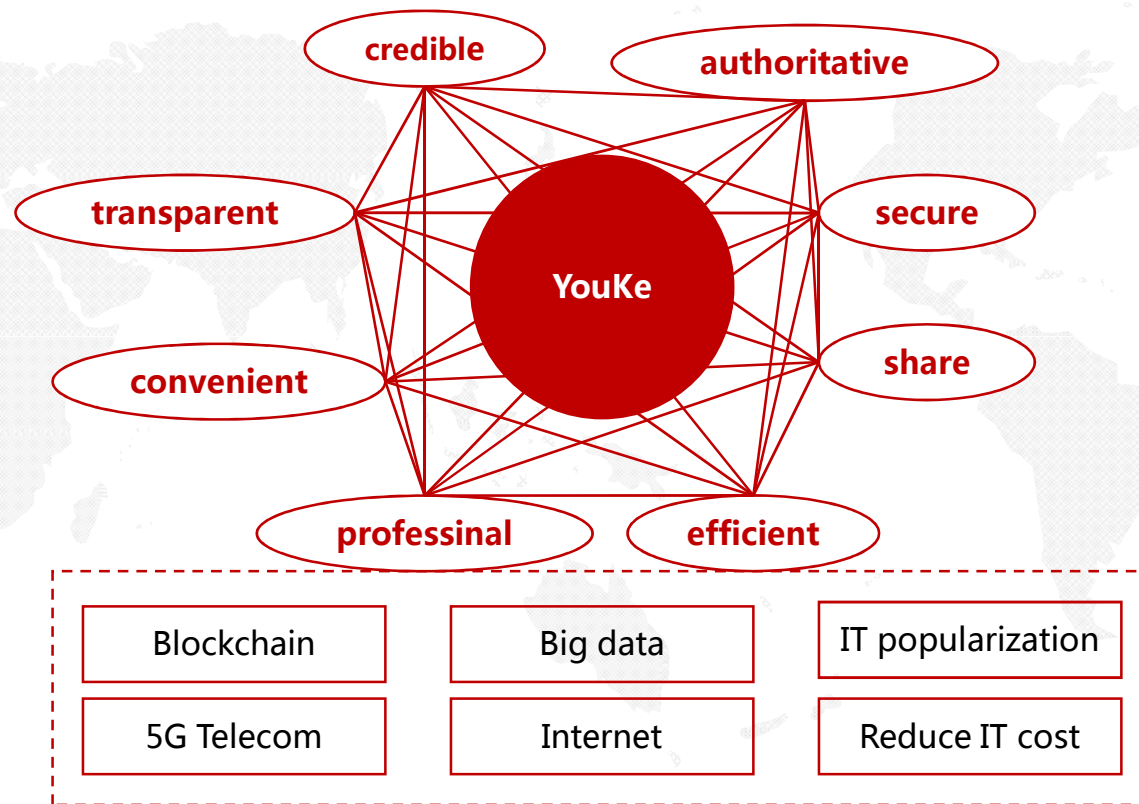 credible
authoritative
transparent
secure
YouKe
convenient
share
professinal
efficient
Blockchain
Big data
IT popularization
5G Telecom
Internet
Reduce IT cost